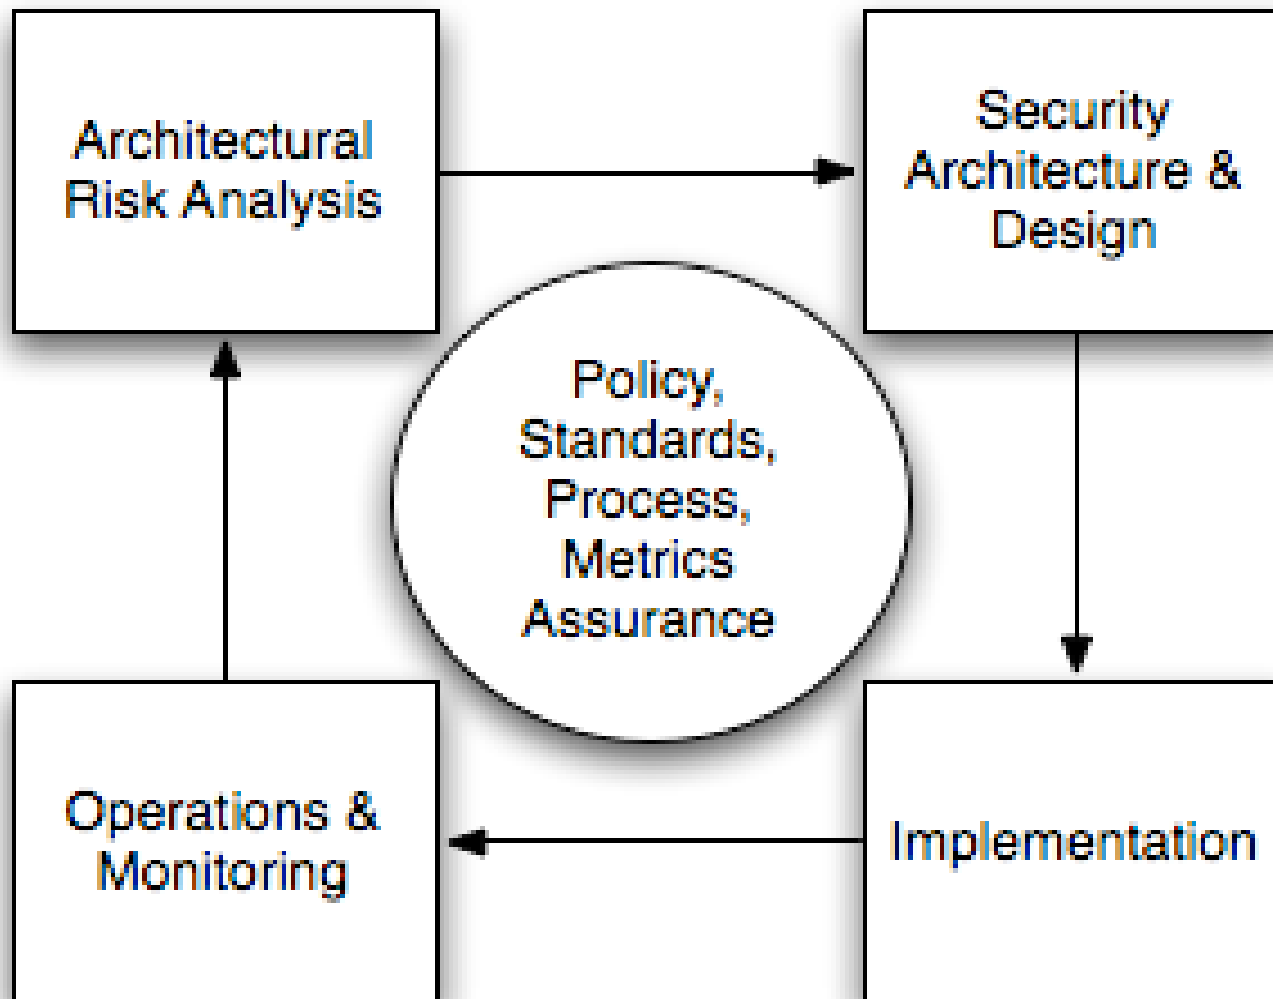 Architectural
Risk Analysis
Security
Architecture &
Design
Policy,
Standards,
Process,
Metrics
Assurance
Operations &
Monitoring
Implementation